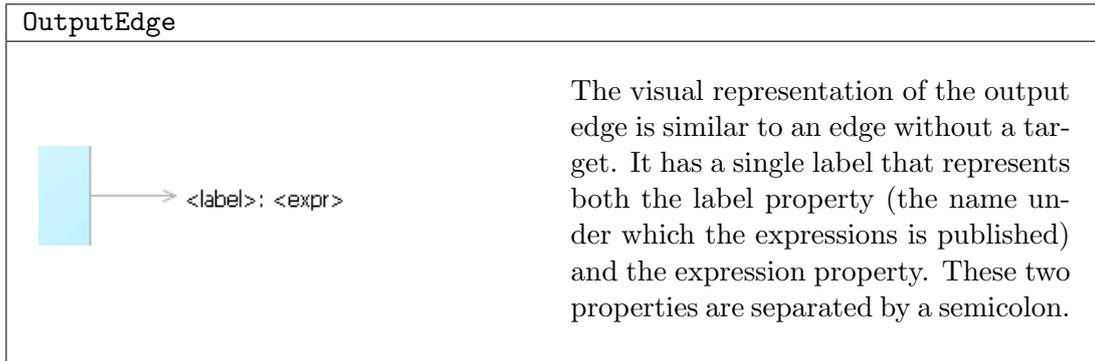 OutputEdge
<label>: <expr>
The visual representation of the output
edge is similar to an edge without a tar-
get. It has a single label that represents
both the label property (the name un-
der which the expressions is published)
and the expression property. These two
properties are separated by a semicolon.